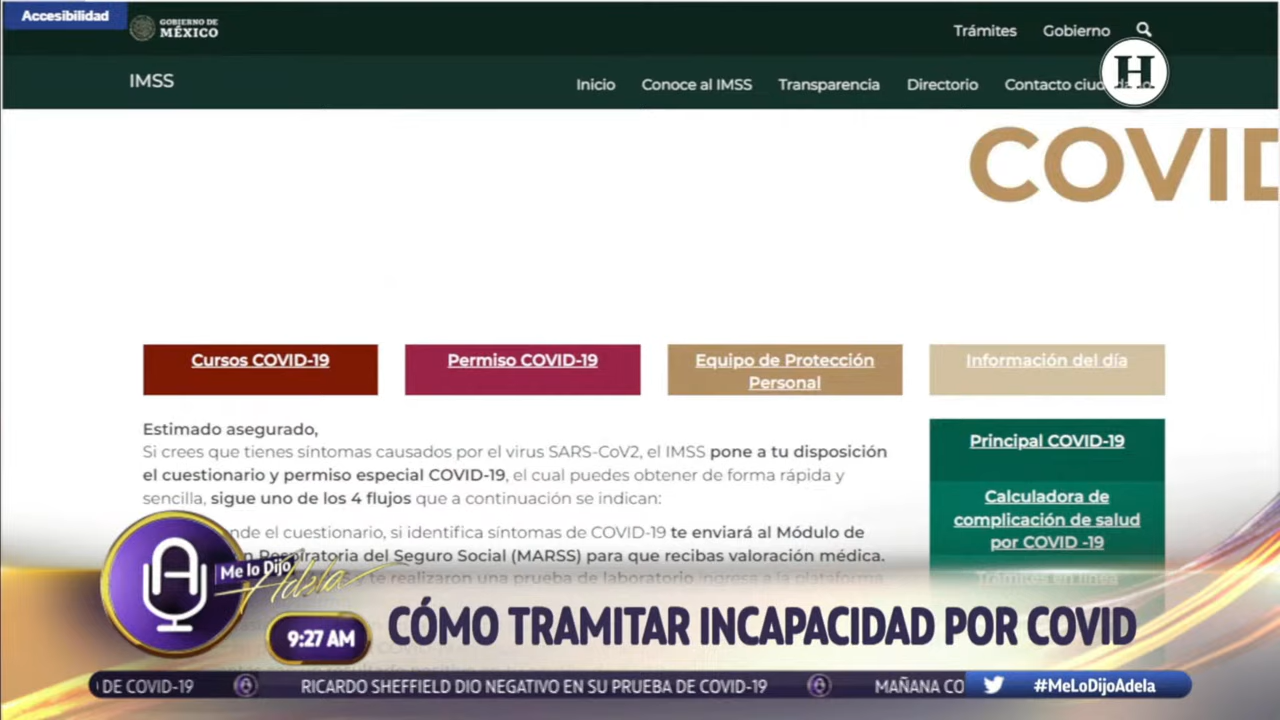 Accesibilidad
GOBIERNO DE
MÉXICO
Trámites Gobierno
IMSS
Inicio Conoce al IMSS Transparencia Directorio Contacto
H
COVID
Cursos COVID-19
Permiso COVID-19
Equipo de Protección
Personal
Información del día
Estimado asegurado,
Si crees que tienes síntomas causados por el virus SARS-CoV2, el IMSS pone a tu disposición
el cuestionario y permiso especial COVID-19, el cual puedes obtener de forma rápida y
sencilla, sigue uno de los 4 flujos que a continuación se indican:
el cuestionario, si identifica síntomas de COVID-19 te enviará al Módulo de
Respiratoria del Seguro Social (MARSS) para que recibas valoración médica.
te realizaron una prueba de laboratorio ingresa a la plataforma
Principal COVID-19
Calculadora de
complicación de salud
por COVID -19
Trámites en línea
A
Me lo Dijo
Adela
9:27 AM
CÓMO TRAMITAR INCAPACIDAD POR COVID
DE COVID-19 RICARDO SHEFFIELD DIO NEGATIVO EN SU PRUEBA DE COVID-19 MAÑANA CO
#MeLoDijoAdela